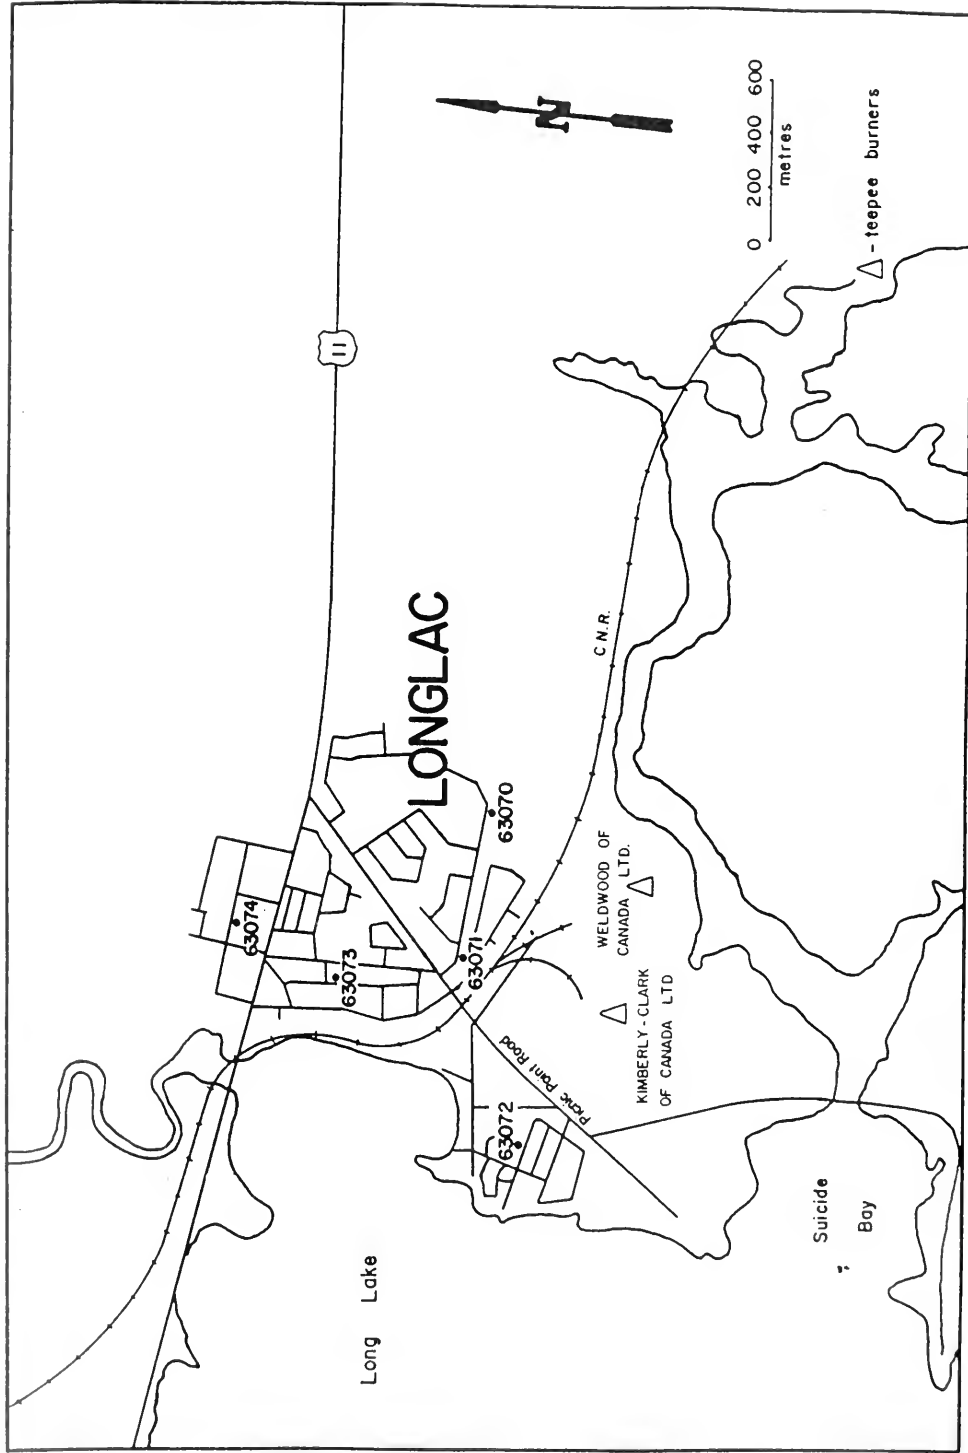 11
LONGLAC
N
63074
63073
63070
63071
63072
C.N.R.
WELDWOOD OF
CANADA LTD.
KIMBERLY-CLARK
OF CANADA LTD
Picnic Point Road
Long Lake
Suicide
Bay
0 200 400 600
metres
△ - teepee burners